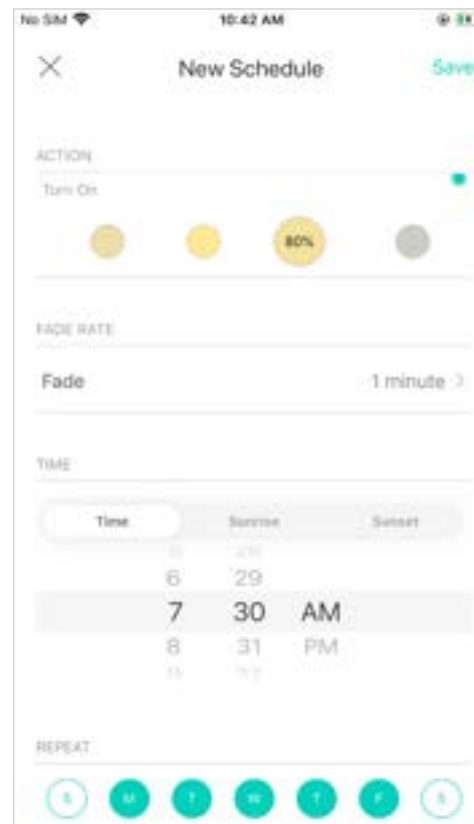 No SIM 10:42 AM
New Schedule Save
ACTION
Turn On
80%
FADE RATE
Fade 1 minute >
TIME
Time Sunrise Sunset
6 29
7 30 AM
8 31 PM
REPEAT
S M T W T F S